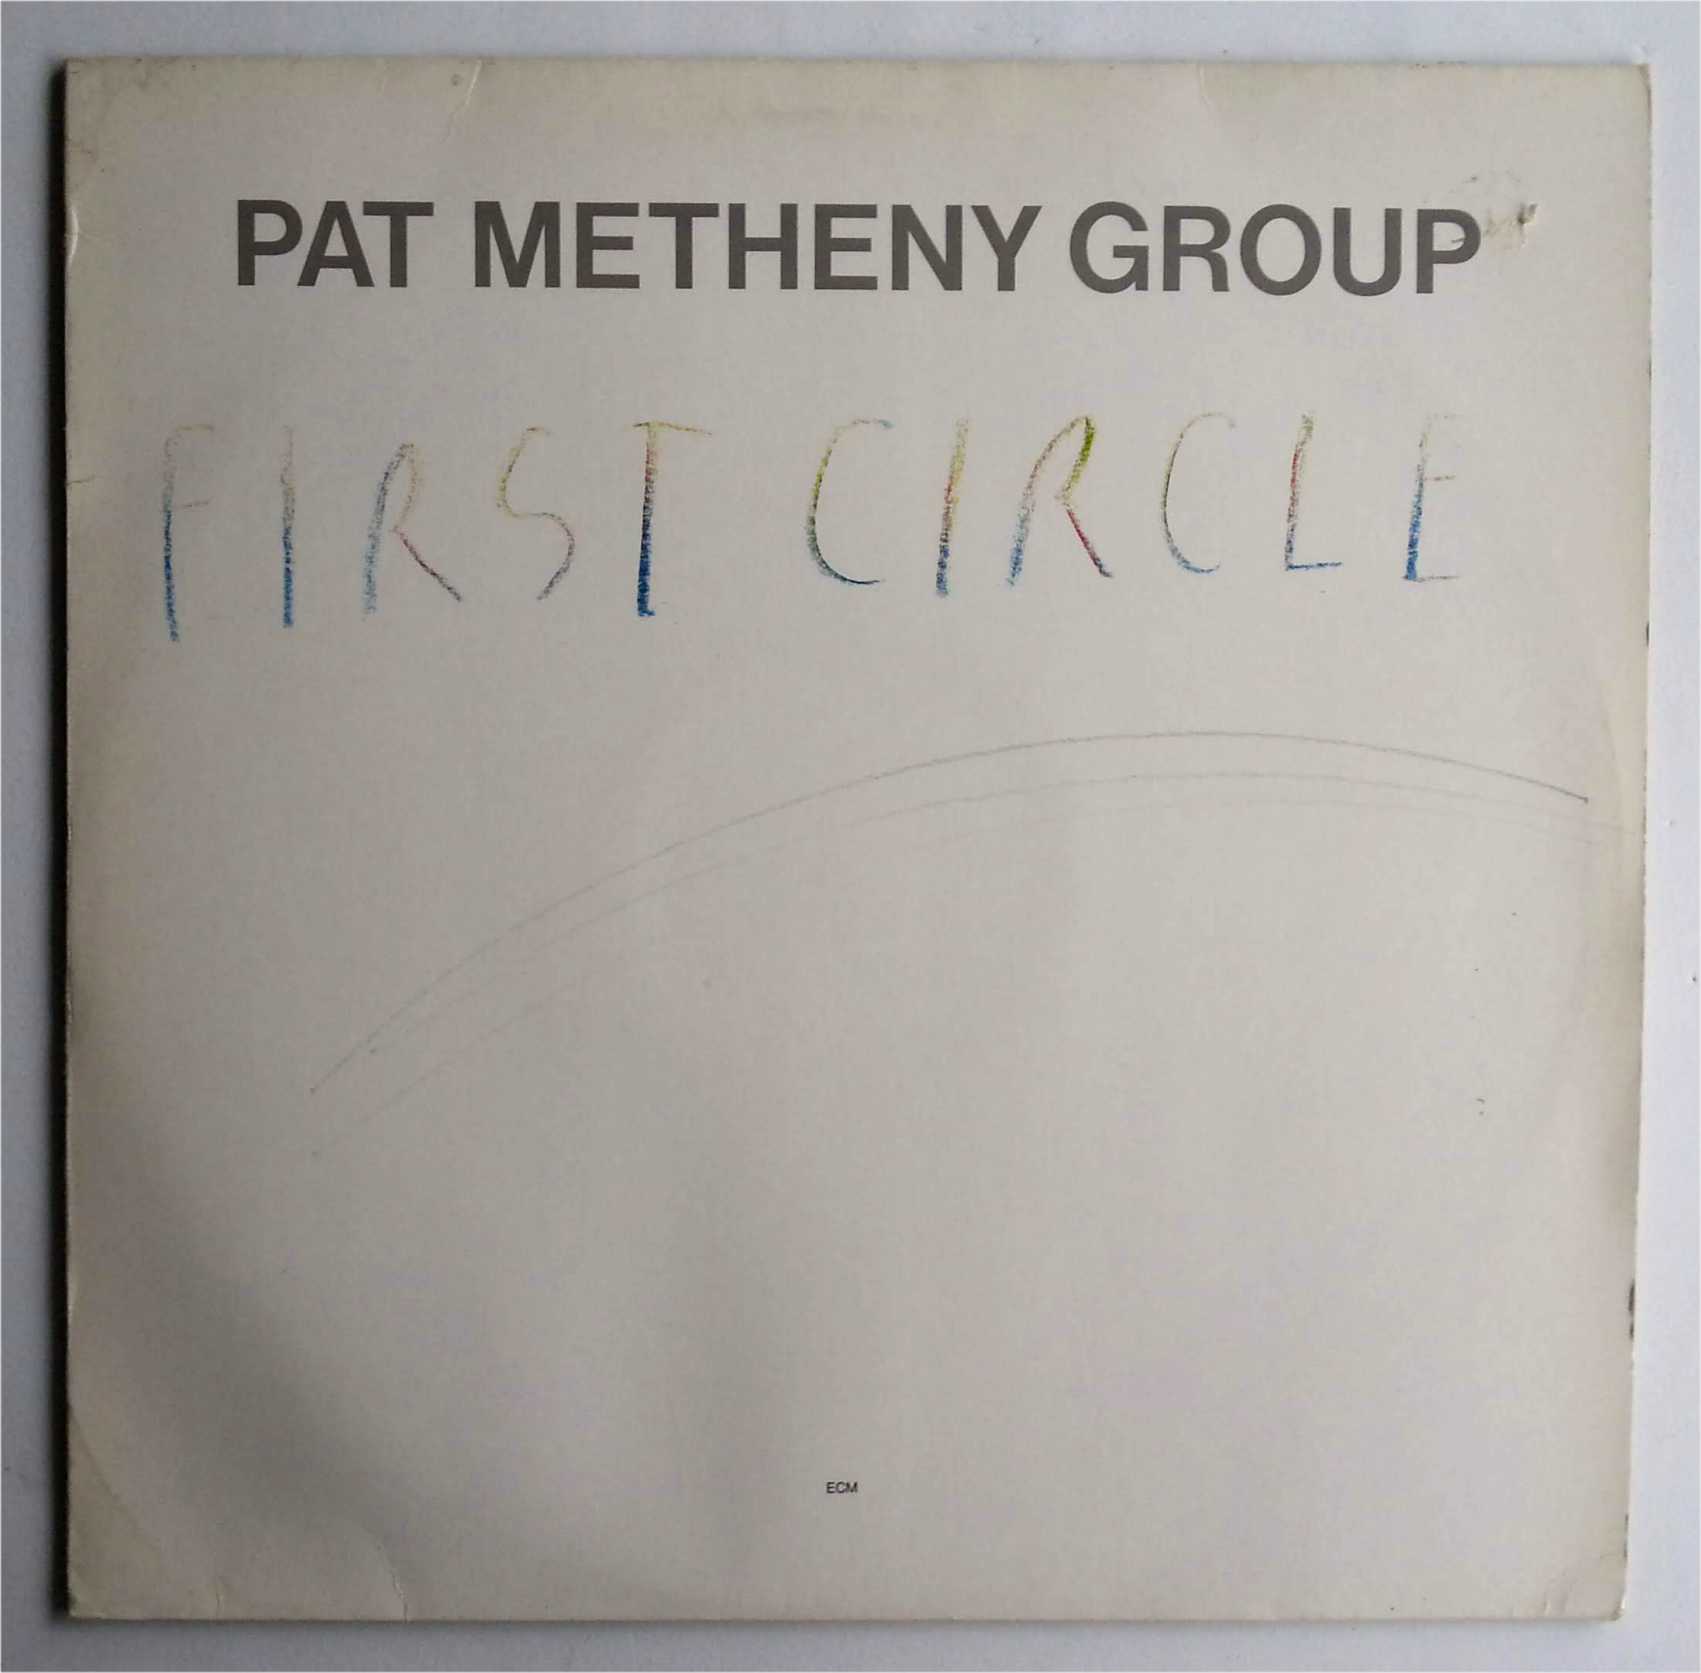 PAT METHENY GROUP
FIRST CIRCLE
ECM